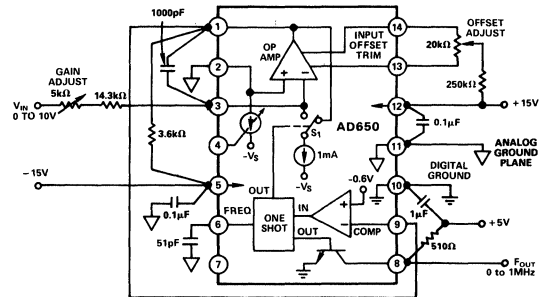 1000pF
1
OP
AMP
INPUT
OFFSET
TRIM
14
OFFSET
ADJUST
20kΩ
2
13
GAIN
ADJUST
5kΩ
14.3kΩ
250kΩ
VIN
0 TO 10V
3
12
+15V
S1
AD650
0.1μF
3.6kΩ
4
-VS
1mA
11
ANALOG
GROUND
PLANE
-15V
5
-VS
-0.6V
10
DIGITAL
GROUND
OUT
0.1μF
FREQ
IN
1μF
+5V
6
ONE
SHOT
COMP
9
51pF
OUT
510Ω
7
8
FOUT
0 to 1MHz